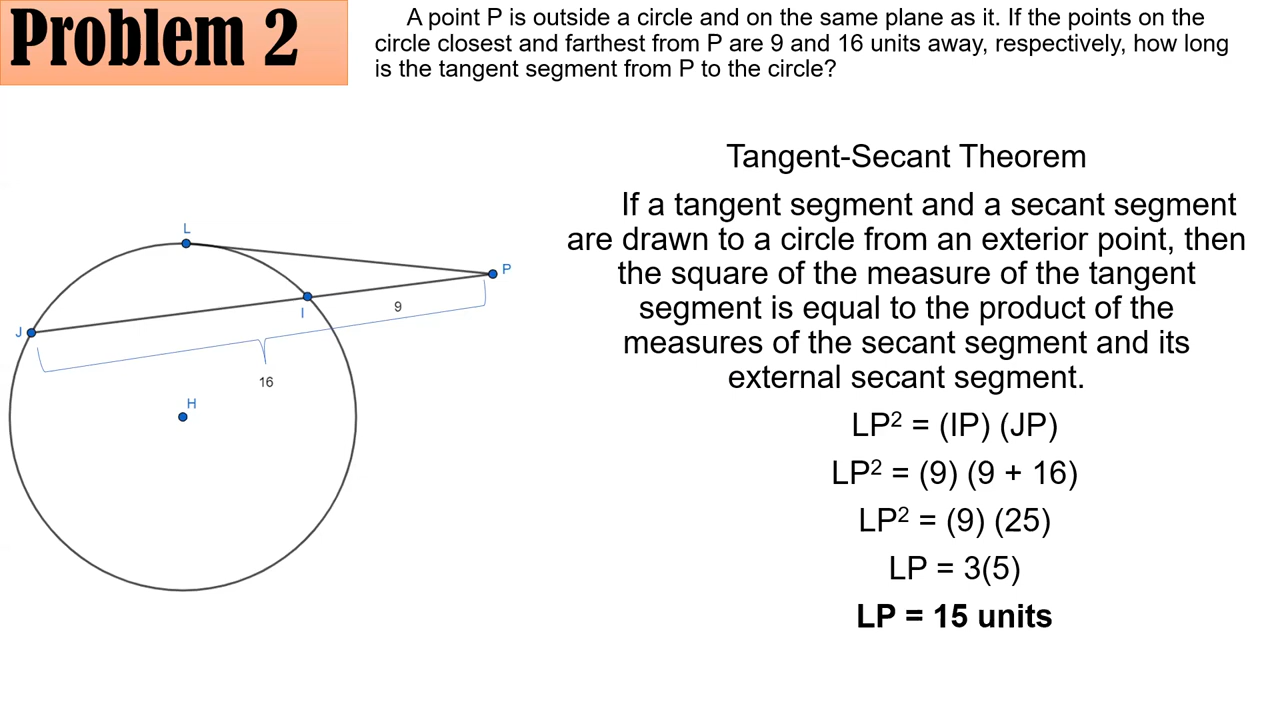 Problem 2
A point P is outside a circle and on the same plane as it. If the points on the
circle closest and farthest from P are 9 and 16 units away, respectively, how long
is the tangent segment from P to the circle?
Tangent-Secant Theorem
If a tangent segment and a secant segment
are drawn to a circle from an exterior point, then
the square of the measure of the tangent
segment is equal to the product of the
measures of the secant segment and its
external secant segment.
LP² = (IP) (JP)
LP² = (9) (9 + 16)
LP² = (9) (25)
LP = 3(5)
LP = 15 units
L
P
J
I
9
16
H